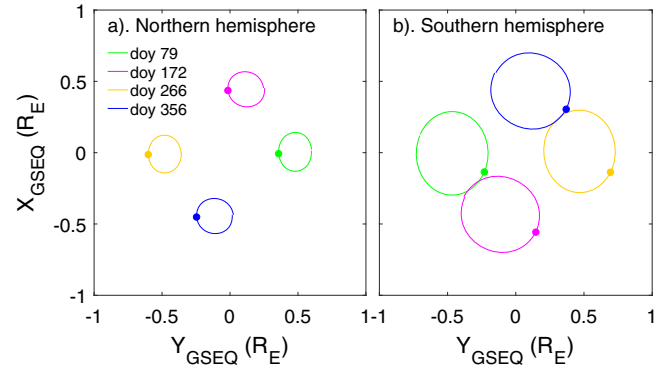 a). Northern hemisphere
b). Southern hemisphere
doy 79
doy 172
doy 266
doy 356
1
0.5
0
-0.5
-1
X_GSEQ (R_E)
-1 -0.5 0 0.5 1
-1 -0.5 0 0.5 1
Y_GSEQ (R_E)
Y_GSEQ (R_E)